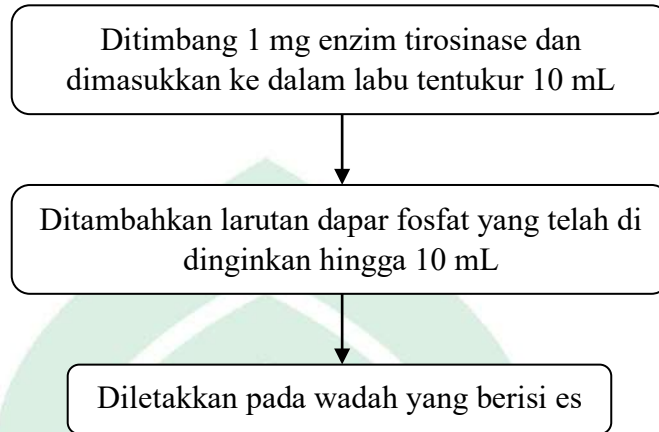 Ditimbang 1 mg enzim tirosinase dan
dimasukkan ke dalam labu tentukur 10 mL
Ditambahkan larutan dapar fosfat yang telah di
dinginkan hingga 10 mL
Diletakkan pada wadah yang berisi es